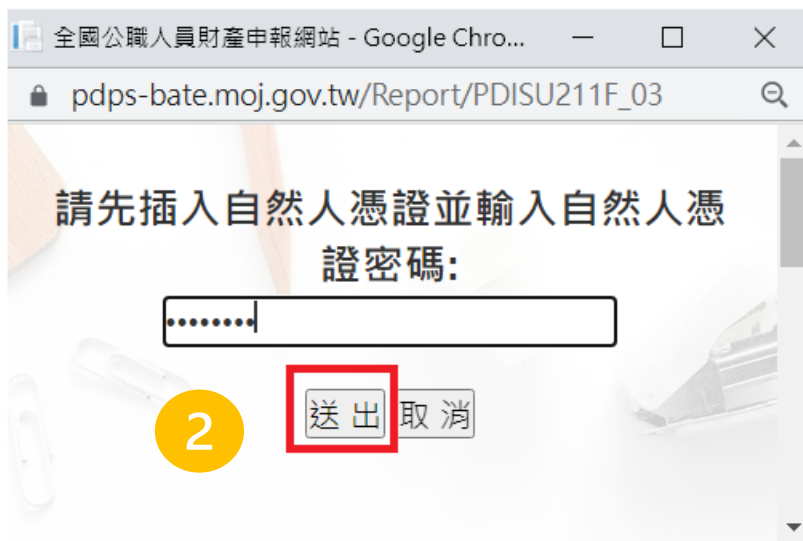 全國公職人員財產申報網站 - Google Chro...
pdps-bate.moj.gov.tw/Report/PDISU211F_03
請先插入自然人憑證並輸入自然人憑
證密碼:
••••••••
2 送出 取消